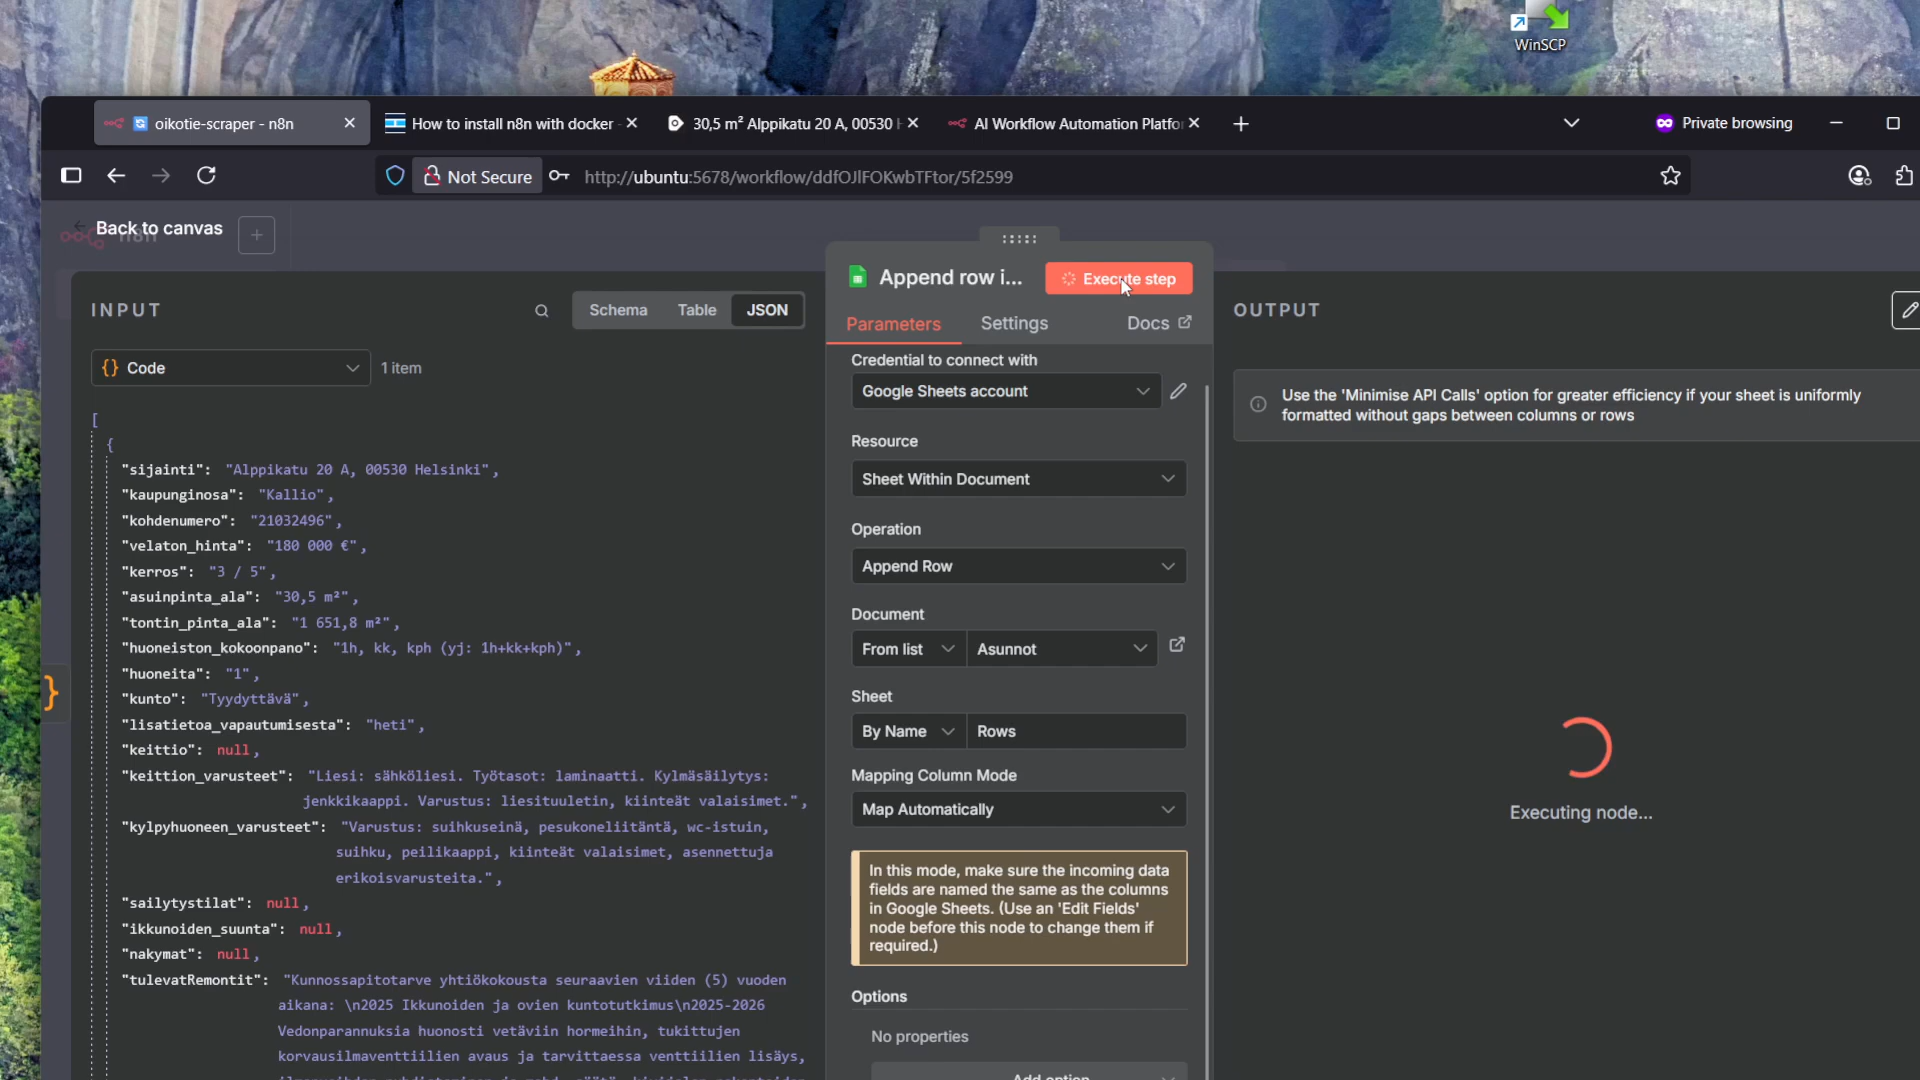 WinSCP
oikotie-scraper - n8n
How to install n8n with docker
30,5 m² Alppikatu 20 A, 00530
AI Workflow Automation Platfo
Private browsing
Not Secure
http://ubuntu:5678/workflow/ddfOJlFOKwbTFtor/5f2599
Back to canvas
n8n
Append row i...
Execute step
INPUT
Schema
Table
JSON
OUTPUT
Parameters
Settings
Docs
Code
1 item
Credential to connect with
Google Sheets account
Use the 'Minimise API Calls' option for greater efficiency if your sheet is uniformly
formatted without gaps between columns or rows
[
{
"sijainti": "Alppikatu 20 A, 00530 Helsinki",
"kaupunginosa": "Kallio",
"kohdenumero": "21032496",
"velaton_hinta": "180 000 €",
"kerros": "3 / 5",
"asuinpinta_ala": "30,5 m²",
"tontin_pinta_ala": "1 651,8 m²",
"huoneiston_kokoonpano": "1h, kk, kph (yj: 1h+kk+kph)",
"huoneita": "1",
"kunto": "Tyydyttävä",
"lisatietoa_vapautumisesta": "heti",
"keittio": null,
"keittion_varusteet": "Liesi: sähköliesi. Työtasot: laminaatti. Kylmäsäilytys:
jenkkikaappi. Varustus: liesituuletin, kiinteät valaisimet.",
"kylpyhuoneen_varusteet": "Varustus: suihkuseinä, pesukoneliitäntä, wc-istuin,
suihku, peilikaappi, kiinteät valaisimet, asennettuja
erikoisvarusteita.",
"sailytystilat": null,
"ikkunoiden_suunta": null,
"nakymat": null,
"tulevatRemontit": "Kunnossapitotarve yhtiökokousta seuraavien viiden (5) vuoden
aikana: \n2025 Ikkunoiden ja ovien kuntotutkimus\n2025-2026
Vedonparannuksia huonosti vetäviin hormeihin, tukittujen
korvausilmaventtiilien avaus ja tarvittaessa venttiilien lisäys,
Resource
Sheet Within Document
Operation
Append Row
Document
From list
Asunnot
Sheet
By Name
Rows
Mapping Column Mode
Map Automatically
In this mode, make sure the incoming data
fields are named the same as the columns
in Google Sheets. (Use an 'Edit Fields'
node before this node to change them if
required.)
Options
No properties
Add option
Executing node...